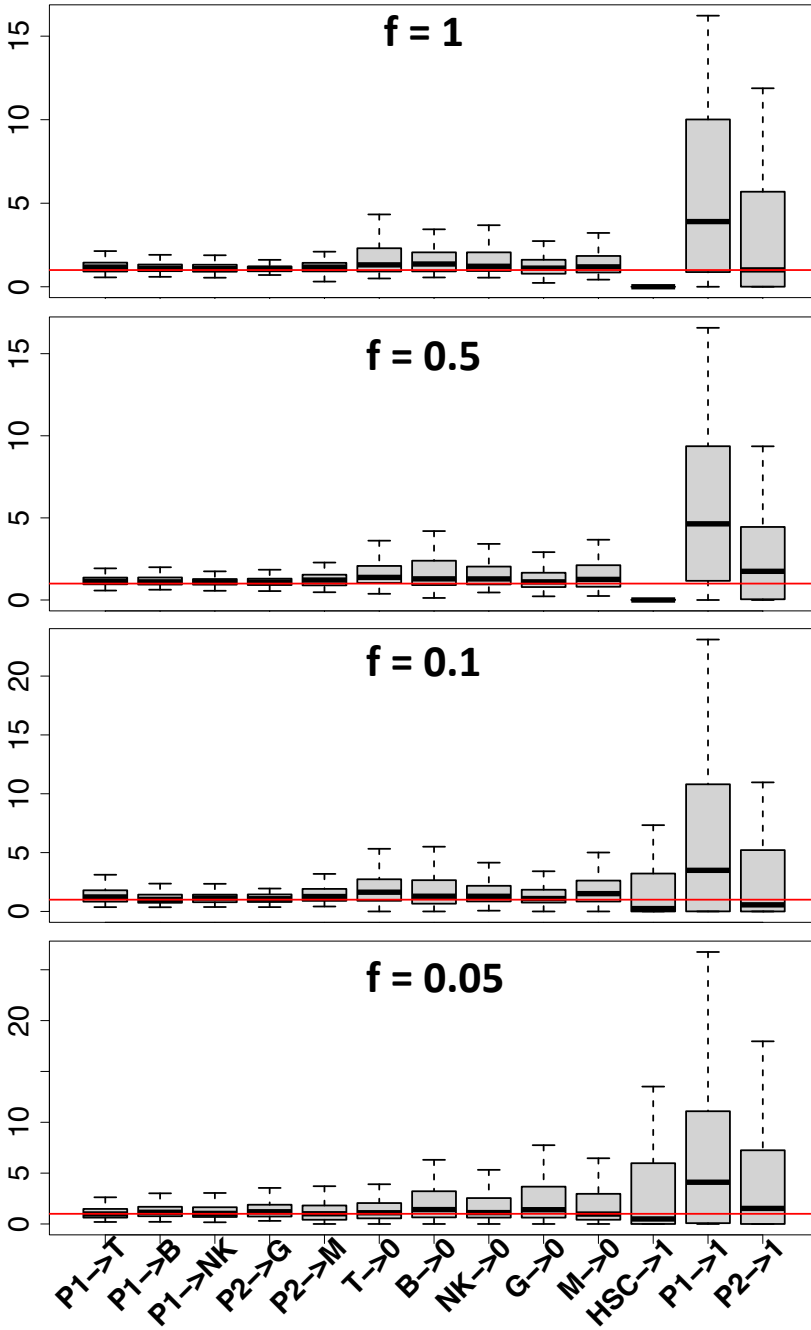 f = 1
15
10
5
0
f = 0.5
15
10
5
0
f = 0.1
20
15
10
5
0
f = 0.05
20
10
5
0
P1->T
P1->B
P1->NK
P2->G
P2->M
T->0
B->0
NK->0
G->0
M->0
HSC->1
P1->1
P2->1